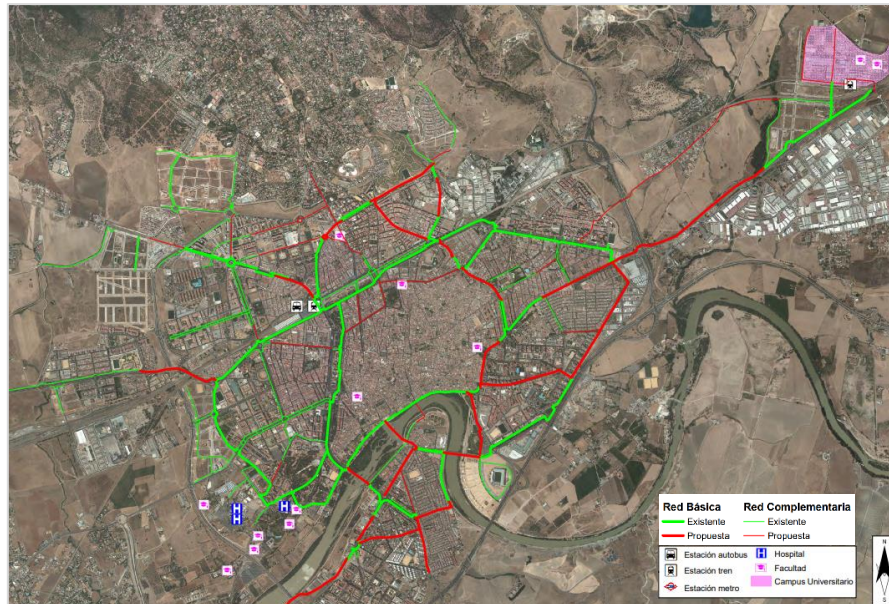 Red Básica Red Complementaria
Existente Existente
Propuesta Propuesta
Estación autobus H Hospital
Estación tren Facultad
Estación metro Campus Universitario
H
H
H
N
S